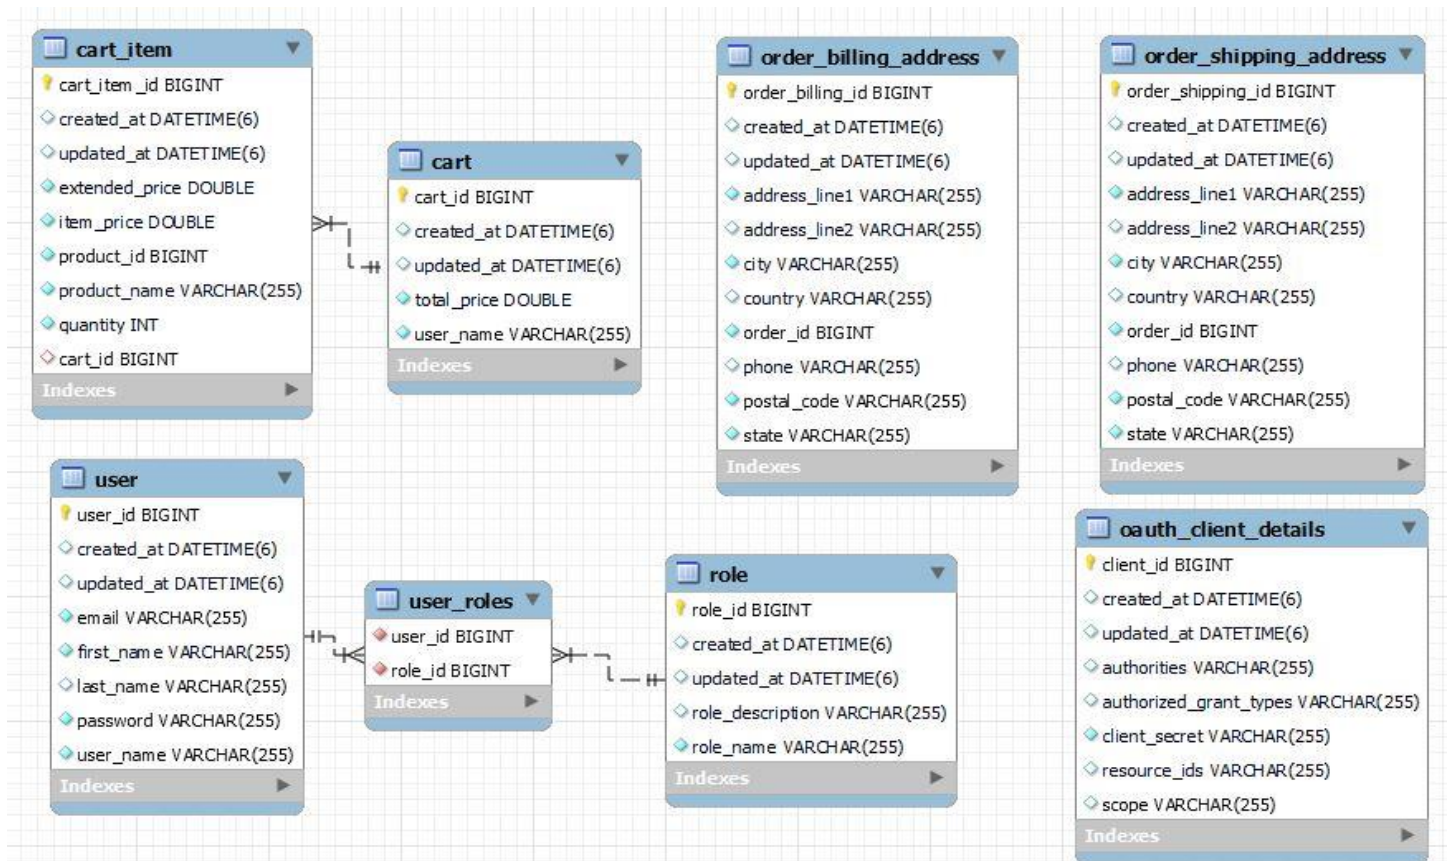 cart_item
cart_item_id BIGINT
created_at DATETIME(6)
updated_at DATETIME(6)
extended_price DOUBLE
item_price DOUBLE
product_id BIGINT
product_name VARCHAR(255)
quantity INT
cart_id BIGINT
Indexes
cart
cart_id BIGINT
created_at DATETIME(6)
updated_at DATETIME(6)
total_price DOUBLE
user_name VARCHAR(255)
Indexes
order_billing_address
order_billing_id BIGINT
created_at DATETIME(6)
updated_at DATETIME(6)
address_line1 VARCHAR(255)
address_line2 VARCHAR(255)
city VARCHAR(255)
country VARCHAR(255)
order_id BIGINT
phone VARCHAR(255)
postal_code VARCHAR(255)
state VARCHAR(255)
Indexes
order_shipping_address
order_shipping_id BIGINT
created_at DATETIME(6)
updated_at DATETIME(6)
address_line1 VARCHAR(255)
address_line2 VARCHAR(255)
city VARCHAR(255)
country VARCHAR(255)
order_id BIGINT
phone VARCHAR(255)
postal_code VARCHAR(255)
state VARCHAR(255)
Indexes
user
user_id BIGINT
created_at DATETIME(6)
updated_at DATETIME(6)
email VARCHAR(255)
first_name VARCHAR(255)
last_name VARCHAR(255)
password VARCHAR(255)
user_name VARCHAR(255)
Indexes
user_roles
user_id BIGINT
role_id BIGINT
Indexes
role
role_id BIGINT
created_at DATETIME(6)
updated_at DATETIME(6)
role_description VARCHAR(255)
role_name VARCHAR(255)
Indexes
oauth_client_details
client_id BIGINT
created_at DATETIME(6)
updated_at DATETIME(6)
authorities VARCHAR(255)
authorized_grant_types VARCHAR(255)
client_secret VARCHAR(255)
resource_ids VARCHAR(255)
scope VARCHAR(255)
Indexes